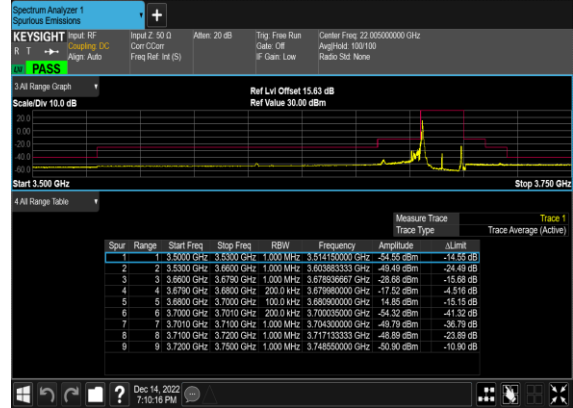 Spectrum Analyzer 1
Spurious Emissions
+
KEYSIGHT Input: RF Input Z: 50 Ω Atten: 20 dB Trig: Free Run Center Freq: 22.005000000 GHz
R T Coupling: DC Corr CCorr Gate: Off Avg|Hold: 100/100
Align: Auto Freq Ref: Int (S) IF Gain: Low Radio Std: None
PASS
3 All Range Graph
Ref Lvl Offset 15.63 dB
Scale/Div 10.0 dB Ref Value 30.00 dBm
20.0
0.00
-20.0
-40.0
-60.0
Start 3.500 GHz Stop 3.750 GHz
4 All Range Table
Measure Trace Trace 1
Trace Type Trace Average (Active)
Spur Range Start Freq Stop Freq RBW Frequency Amplitude ΔLimit
1 1 3.5000 GHz 3.5300 GHz 1.000 MHz 3.514150000 GHz -54.55 dBm -14.55 dB
2 2 3.5300 GHz 3.6600 GHz 1.000 MHz 3.603883333 GHz -49.49 dBm -24.49 dB
3 3 3.6600 GHz 3.6790 GHz 1.000 MHz 3.678936667 GHz -28.68 dBm -15.68 dB
4 4 3.6790 GHz 3.6800 GHz 200.0 kHz 3.679980000 GHz -17.52 dBm -4.516 dB
5 5 3.6800 GHz 3.7000 GHz 100.0 kHz 3.680900000 GHz 14.85 dBm -15.15 dB
6 6 3.7000 GHz 3.7010 GHz 200.0 kHz 3.700035000 GHz -54.32 dBm -41.32 dB
7 7 3.7010 GHz 3.7100 GHz 1.000 MHz 3.704300000 GHz -49.79 dBm -36.79 dB
8 8 3.7100 GHz 3.7200 GHz 1.000 MHz 3.717133333 GHz -48.89 dBm -23.89 dB
9 9 3.7200 GHz 3.7500 GHz 1.000 MHz 3.748550000 GHz -50.90 dBm -10.90 dB
? Dec 14, 2022
7:10:16 PM